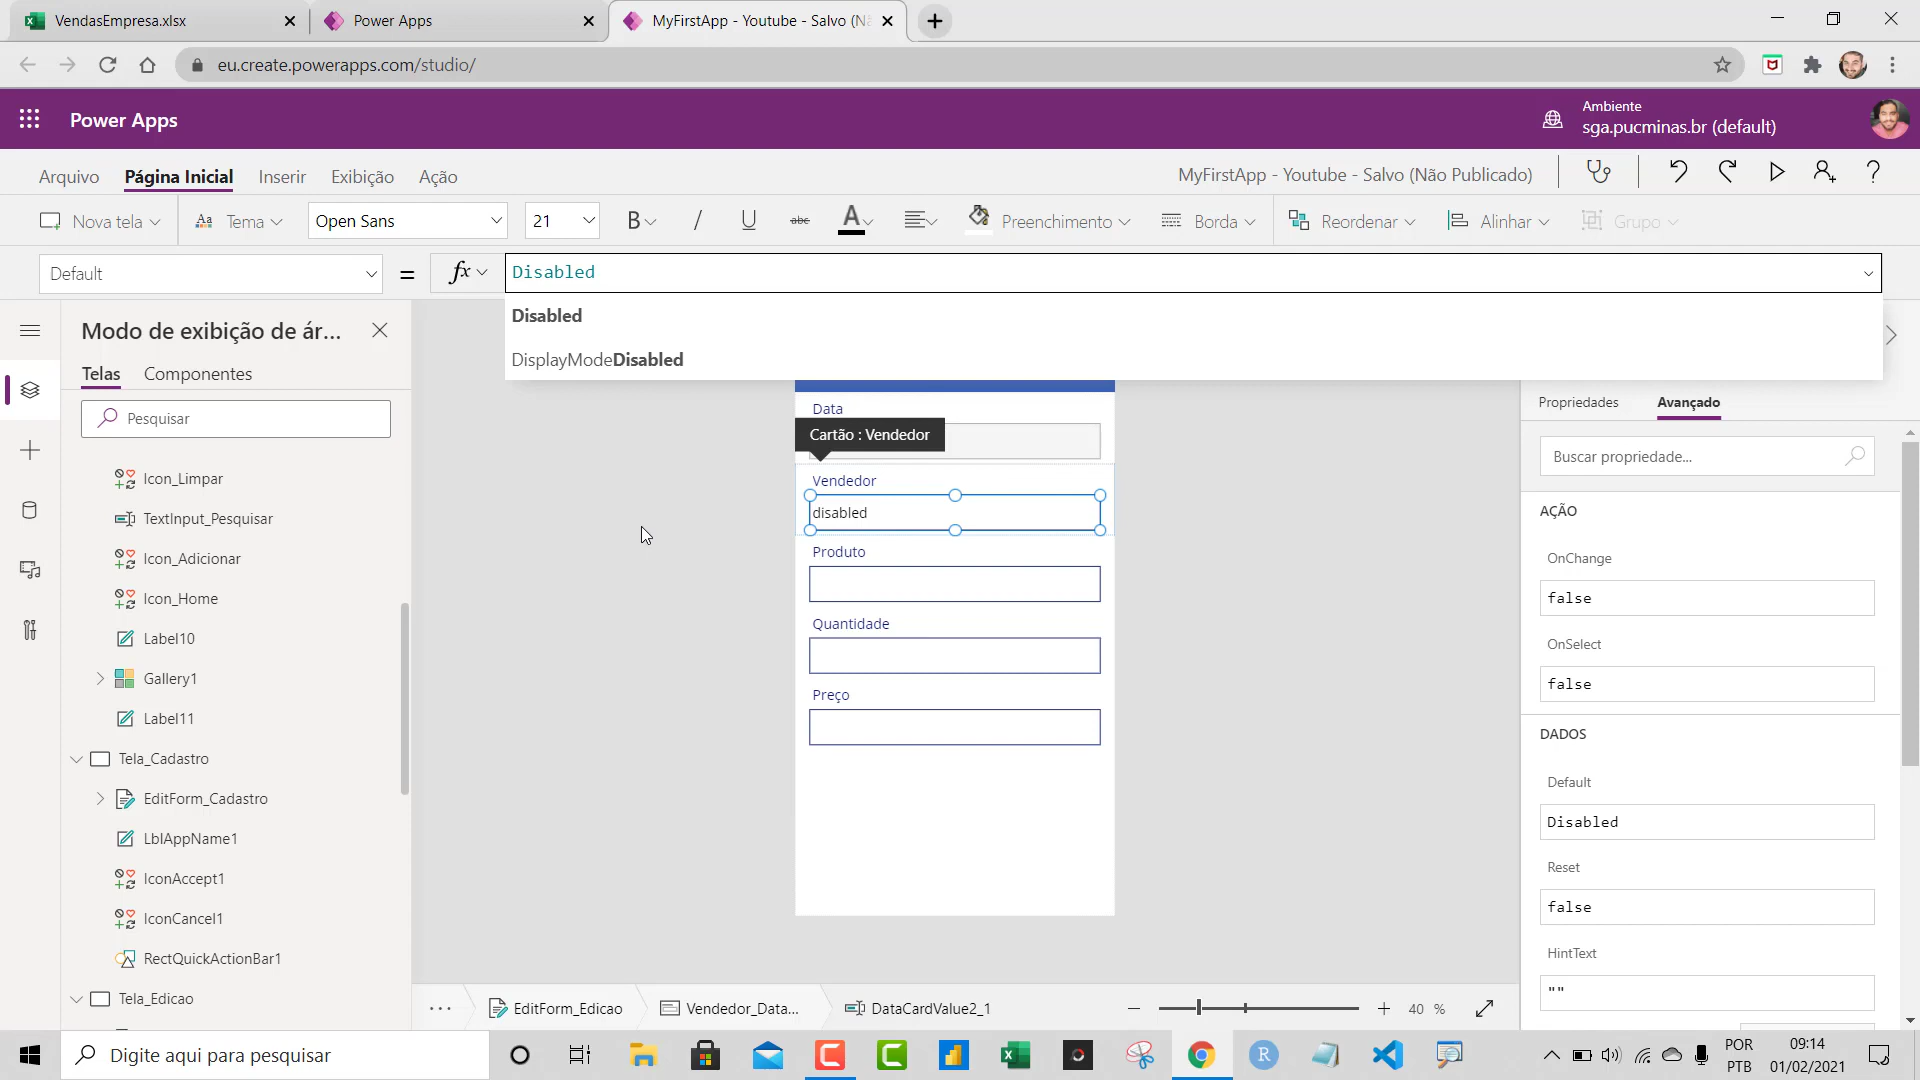 VendasEmpresa.xlsx
Power Apps
MyFirstApp - Youtube - Salvo (Nã
eu.create.powerapps.com/studio/
Power Apps
Ambiente
sga.pucminas.br (default)
Arquivo
Página Inicial
Inserir
Exibição
Ação
MyFirstApp - Youtube - Salvo (Não Publicado)
Nova tela
Tema
Open Sans
21
Preenchimento
Borda
Reordenar
Alinhar
Grupo
Default
=
fx
Disabled
Disabled
DisplayModeDisabled
Modo de exibição de ár...
Telas
Componentes
Pesquisar
Icon_Limpar
TextInput_Pesquisar
Icon_Adicionar
Icon_Home
Label10
Gallery1
Label11
Tela_Cadastro
EditForm_Cadastro
LblAppName1
IconAccept1
IconCancel1
RectQuickActionBar1
Tela_Edicao
Data
Cartão : Vendedor
Vendedor
disabled
Produto
Quantidade
Preço
Propriedades
Avançado
Buscar propriedade...
AÇÃO
OnChange
false
OnSelect
false
DADOS
Default
Disabled
Reset
false
HintText
""
EditForm_Edicao
Vendedor_Data...
DataCardValue2_1
40 %
Digite aqui para pesquisar
POR
PTB
09:14
01/02/2021